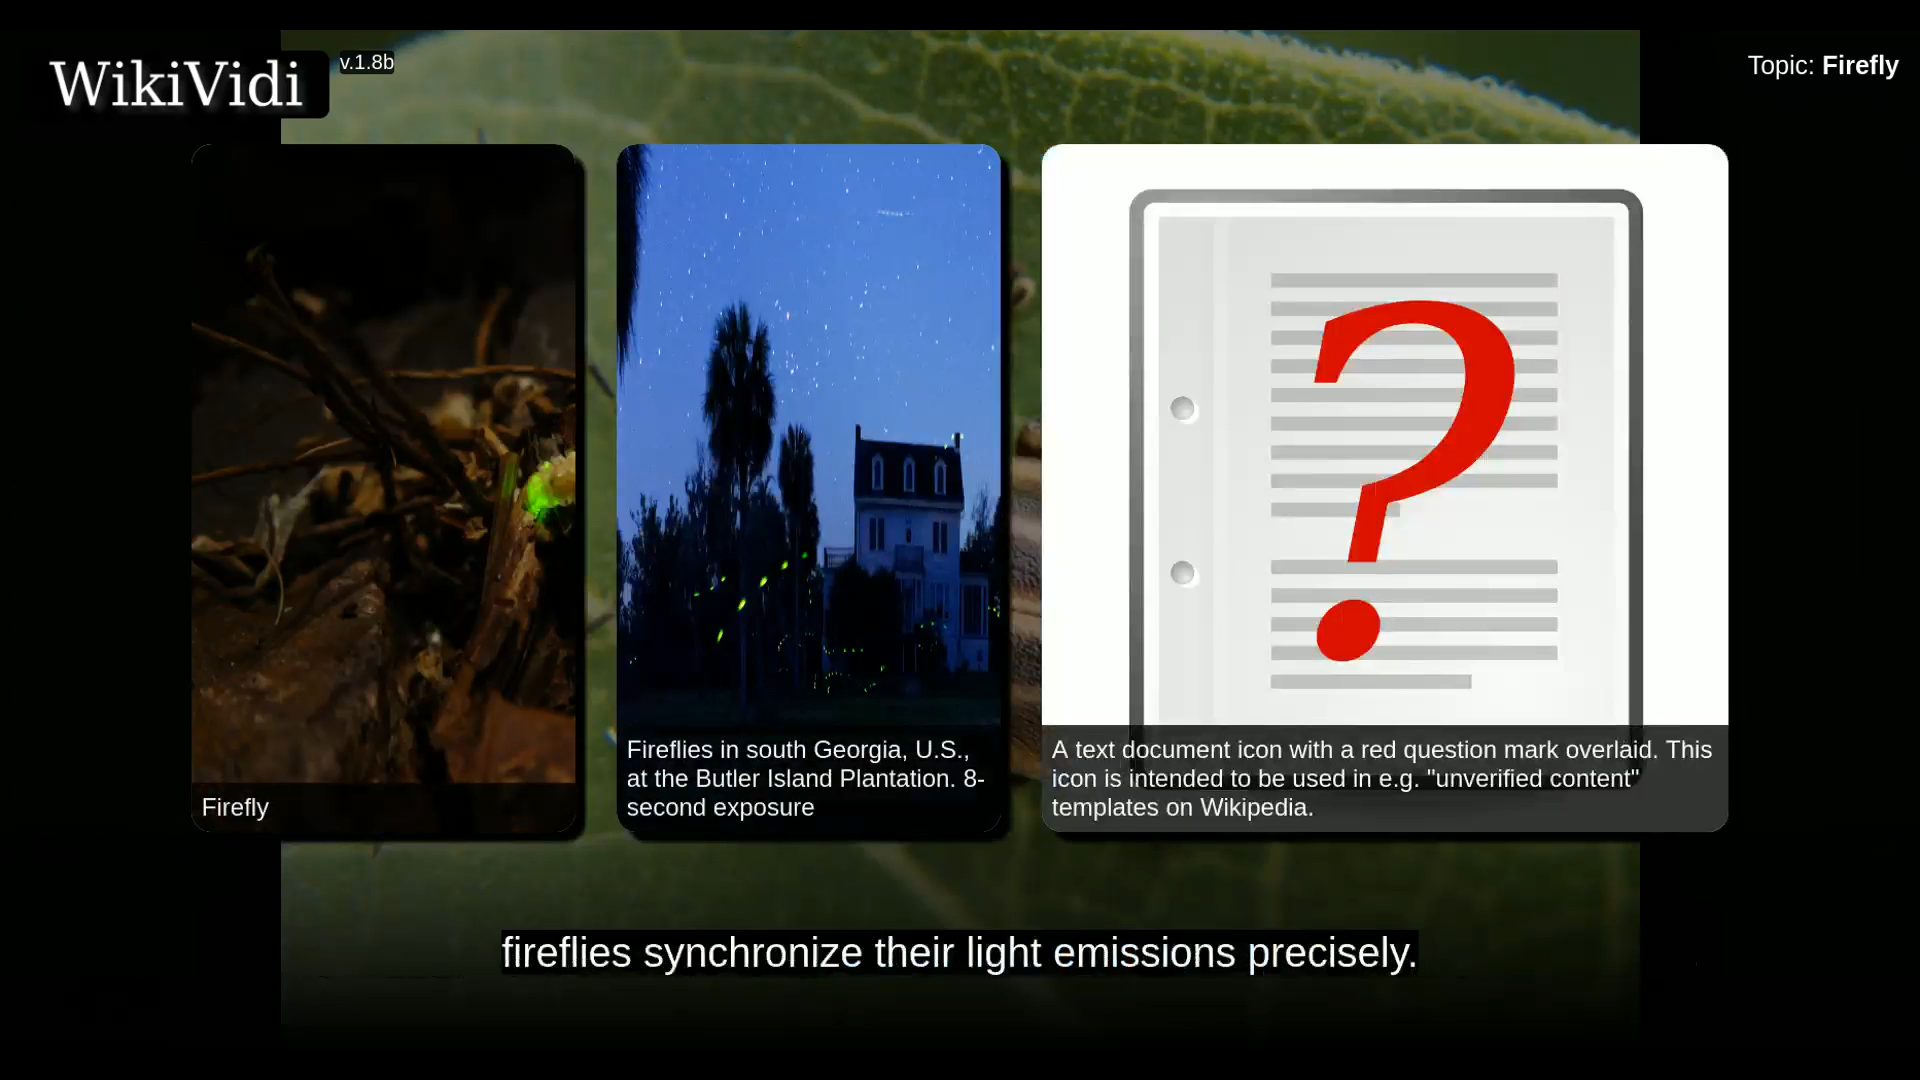 WikiVidi
v.1.8b
Topic: Firefly
Firefly
Fireflies in south Georgia, U.S.,
at the Butler Island Plantation. 8-
second exposure
A text document icon with a red question mark overlaid. This
icon is intended to be used in e.g. "unverified content"
templates on Wikipedia.
?
fireflies synchronize their light emissions precisely.